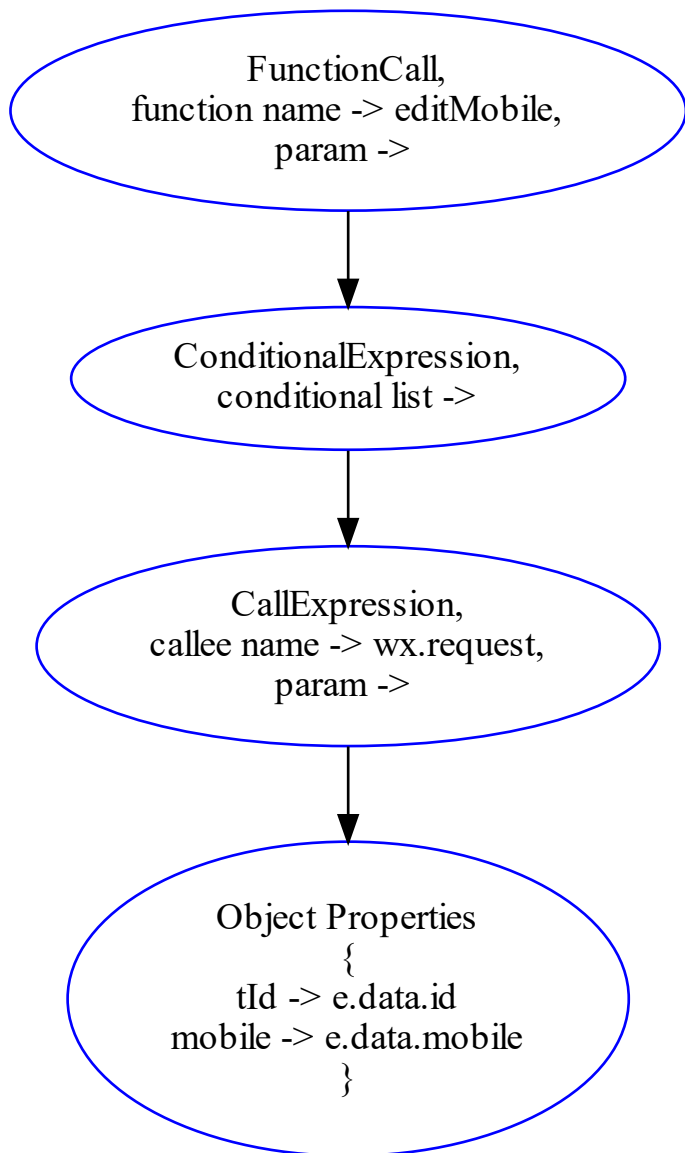 FunctionCall,
function name -> editMobile,
param ->
ConditionalExpression,
conditional list ->
CallExpression,
callee name -> wx.request,
param ->
Object Properties
{
tId -> e.data.id
mobile -> e.data.mobile
}